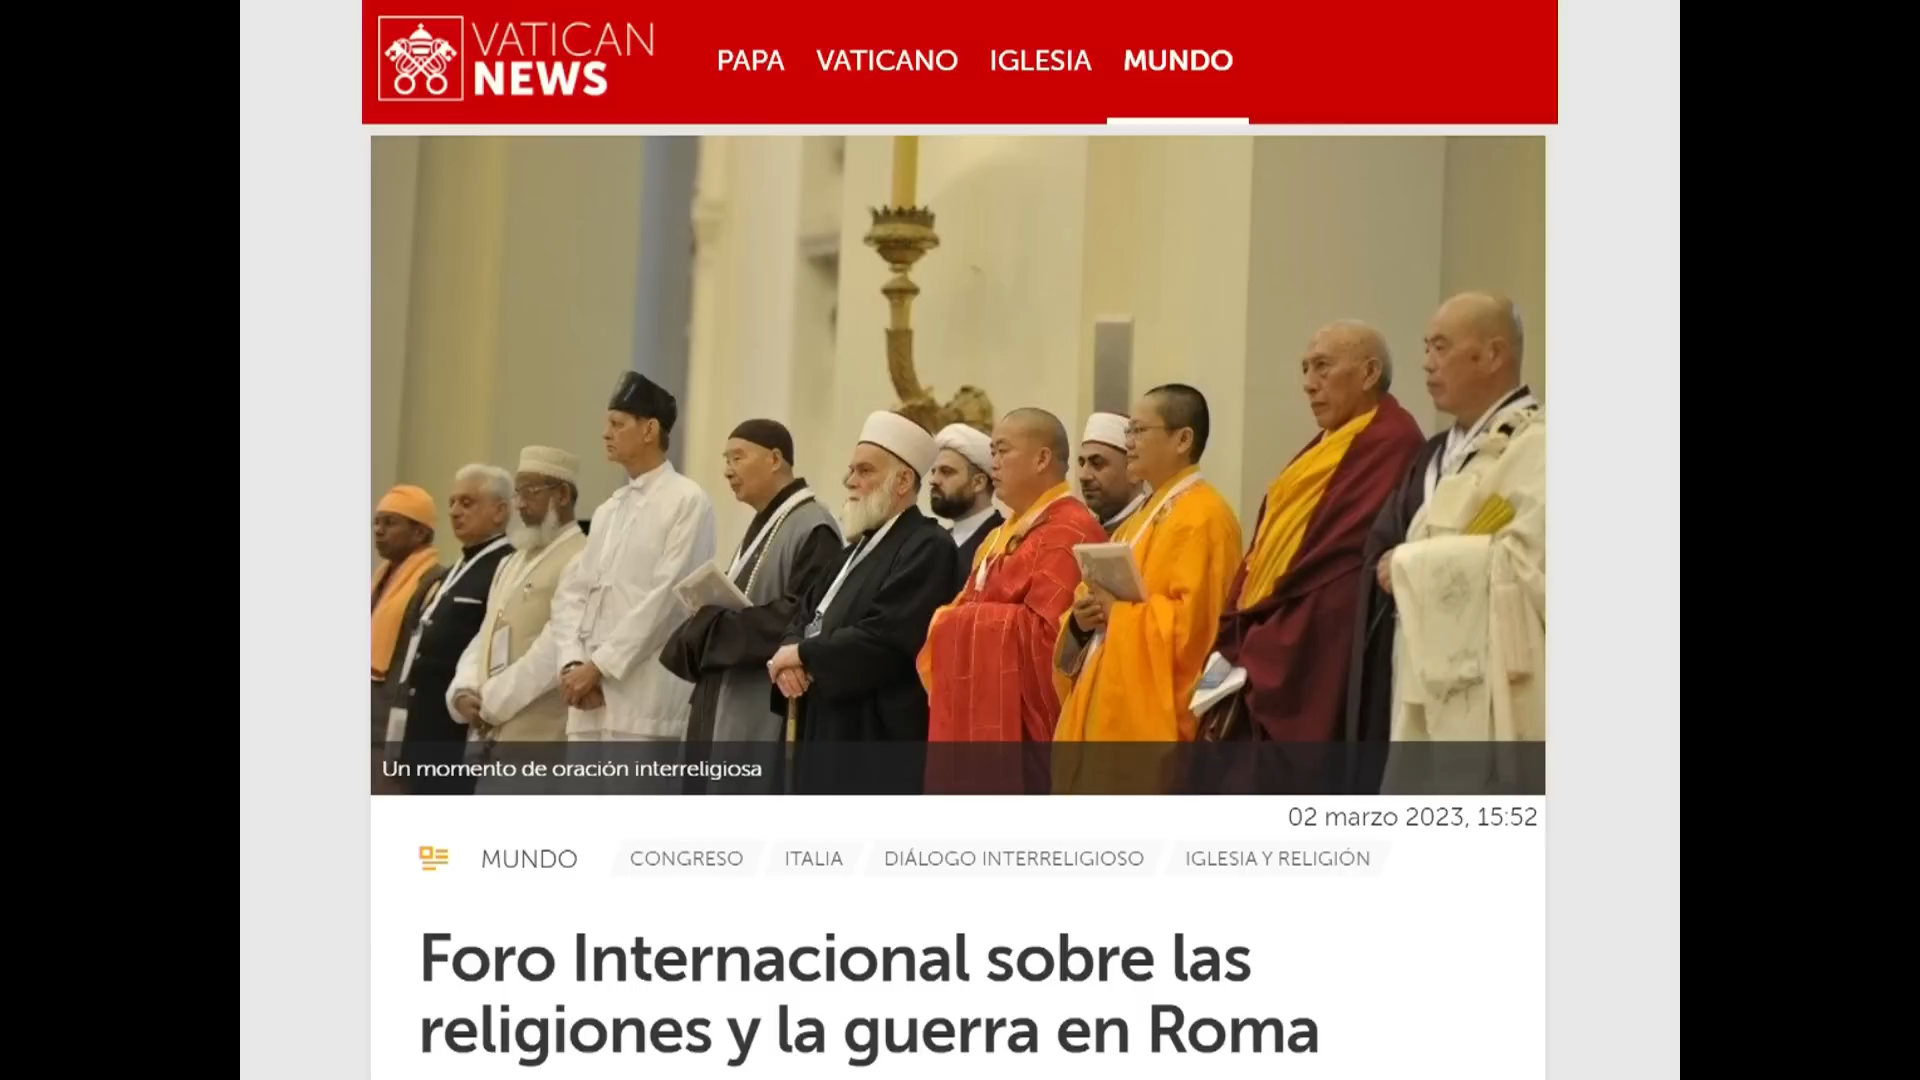 VATICAN
NEWS
PAPA VATICANO IGLESIA MUNDO
Un momento de oración interreligiosa
02 marzo 2023, 15:52
MUNDO CONGRESO ITALIA DIÁLOGO INTERRELIGIOSO IGLESIA Y RELIGIÓN
Foro Internacional sobre las
religiones y la guerra en Roma